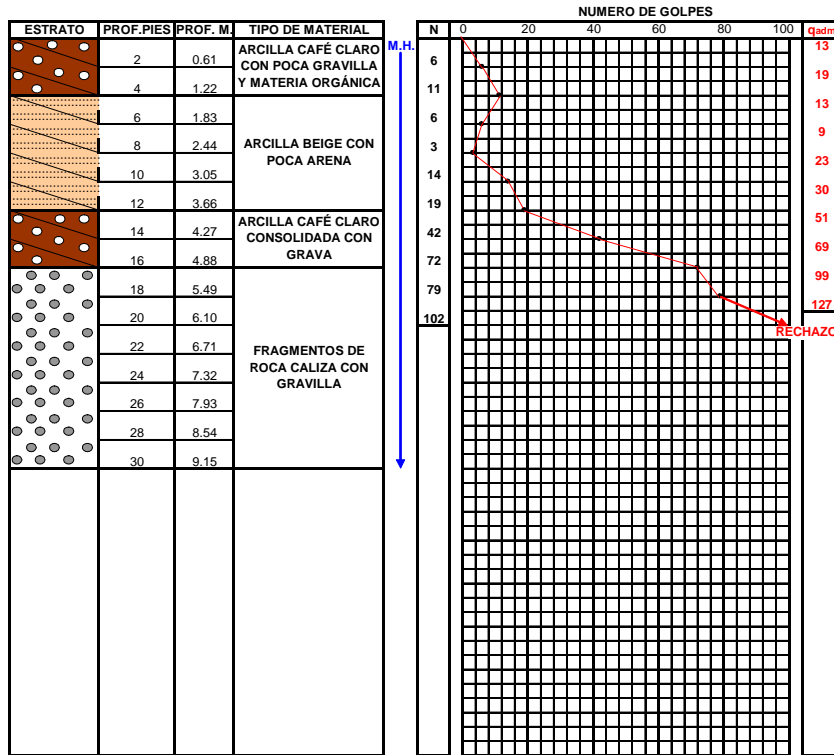 NUMERO DE GOLPES
ESTRATO PROF.PIES PROF. M. TIPO DE MATERIAL N 0 20 40 60 80 100 qadm
M.H.
ARCILLA CAFÉ CLARO
CON POCA GRAVILLA
Y MATERIA ORGÁNICA
2 0.61
4 1.22
ARCILLA BEIGE CON
POCA ARENA
6 1.83
8 2.44
10 3.05
12 3.66
ARCILLA CAFÉ CLARO
CONSOLIDADA CON
GRAVA
14 4.27
16 4.88
FRAGMENTOS DE
ROCA CALIZA CON
GRAVILLA
18 5.49
20 6.10
22 6.71
24 7.32
26 7.93
28 8.54
30 9.15
6
11
6
3
14
19
42
72
79
102
13
19
13
9
23
30
51
69
99
127
RECHAZO